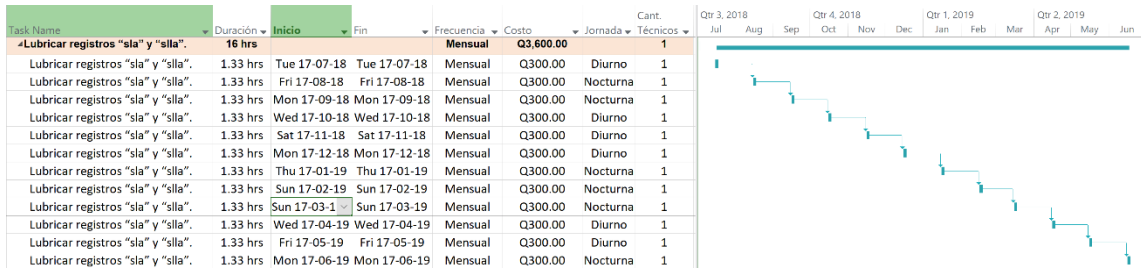 Cant. Qtr 3, 2018 Qtr 4, 2018 Qtr 1, 2019 Qtr 2, 2019
Task Name Duración Inicio Fin Frecuencia Costo Jornada Técnicos Jul Aug Sep Oct Nov Dec Jan Feb Mar Apr May Jun
Lubricar registros "sla" y "slla". 16 hrs Mensual Q3,600.00 1
Lubricar registros "sla" y "slla". 1.33 hrs Tue 17-07-18 Tue 17-07-18 Mensual Q300.00 Diurno 1
Lubricar registros "sla" y "slla". 1.33 hrs Fri 17-08-18 Fri 17-08-18 Mensual Q300.00 Nocturna 1
Lubricar registros "sla" y "slla". 1.33 hrs Mon 17-09-18 Mon 17-09-18 Mensual Q300.00 Nocturna 1
Lubricar registros "sla" y "slla". 1.33 hrs Wed 17-10-18 Wed 17-10-18 Mensual Q300.00 Diurno 1
Lubricar registros "sla" y "slla". 1.33 hrs Sat 17-11-18 Sat 17-11-18 Mensual Q300.00 Nocturna 1
Lubricar registros "sla" y "slla". 1.33 hrs Mon 17-12-18 Mon 17-12-18 Mensual Q300.00 Diurno 1
Lubricar registros "sla" y "slla". 1.33 hrs Thu 17-01-19 Thu 17-01-19 Mensual Q300.00 Nocturna 1
Lubricar registros "sla" y "slla". 1.33 hrs Sun 17-02-19 Sun 17-02-19 Mensual Q300.00 Nocturna 1
Lubricar registros "sla" y "slla". 1.33 hrs Sun 17-03-1 Sun 17-03-19 Mensual Q300.00 Nocturna 1
Lubricar registros "sla" y "slla". 1.33 hrs Wed 17-04-19 Wed 17-04-19 Mensual Q300.00 Diurno 1
Lubricar registros "sla" y "slla". 1.33 hrs Fri 17-05-19 Fri 17-05-19 Mensual Q300.00 Diurno 1
Lubricar registros "sla" y "slla". 1.33 hrs Mon 17-06-19 Mon 17-06-19 Mensual Q300.00 Nocturna 1